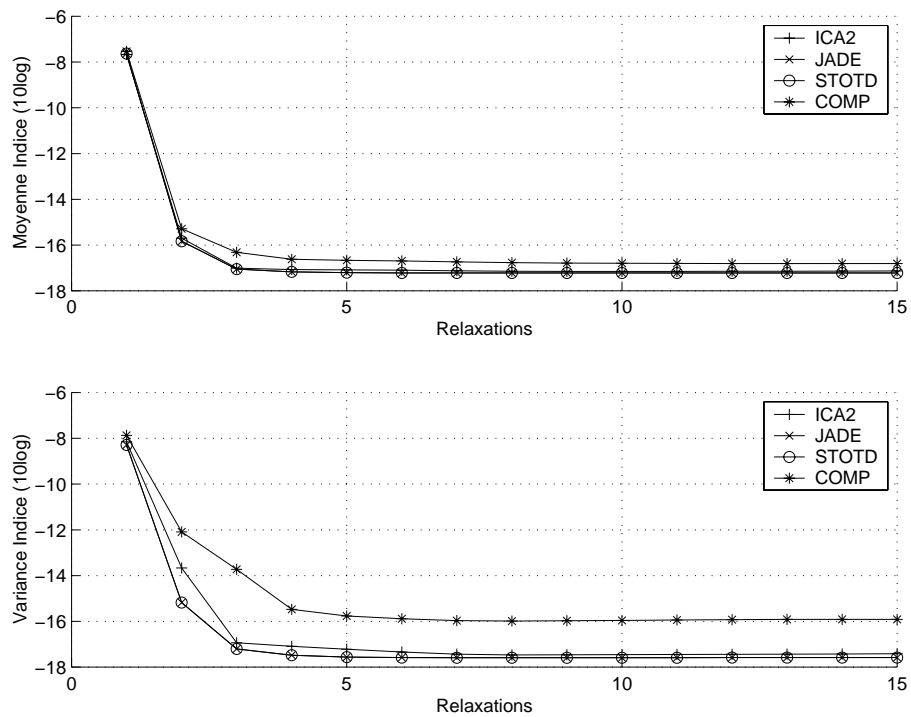 −6
−8
−10
−12
−14
−16
−18
Moyenne Indice (10log)
0
5
10
15
Relaxations
ICA2
JADE
STOTD
COMP
−6
−8
−10
−12
−14
−16
−18
Variance Indice (10log)
0
5
10
15
Relaxations
ICA2
JADE
STOTD
COMP